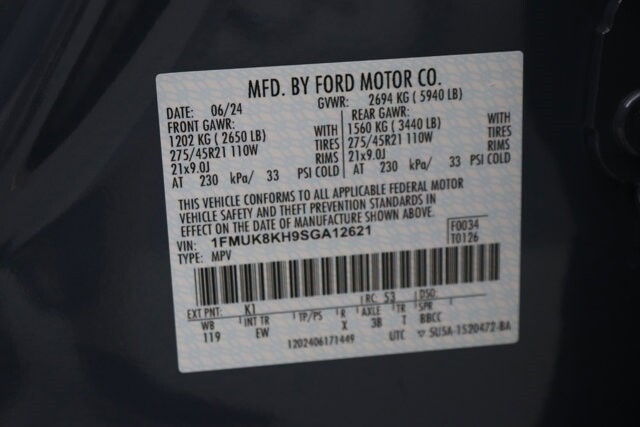 MFD. BY FORD MOTOR CO.
DATE: 06/24 GVWR: 2694 KG ( 5940 LB)
FRONT GAWR: REAR GAWR:
1202 KG ( 2650 LB) WITH 1560 KG ( 3440 LB) WITH
275/45R21 110W TIRES 275/45R21 110W TIRES
21x9.0J RIMS 21x9.0J RIMS
AT 230 kPa/ 33 PSI COLD AT 230 kPa/ 33 PSI COLD
THIS VEHICLE CONFORMS TO ALL APPLICABLE FEDERAL MOTOR
VEHICLE SAFETY AND THEFT PREVENTION STANDARDS IN
EFFECT ON THE DATE OF MANUFACTURE SHOWN ABOVE.
VIN: 1FMUK8KH9SGA12621 F0034
TYPE: MPV T0126
EXT PNT: K1 RC: 53 DSO:
WB INT TR TP/PS R AXLE TR SPR
119 EW X 3B T BBCC
1202406171449 UTC SU5A-1520472-BA